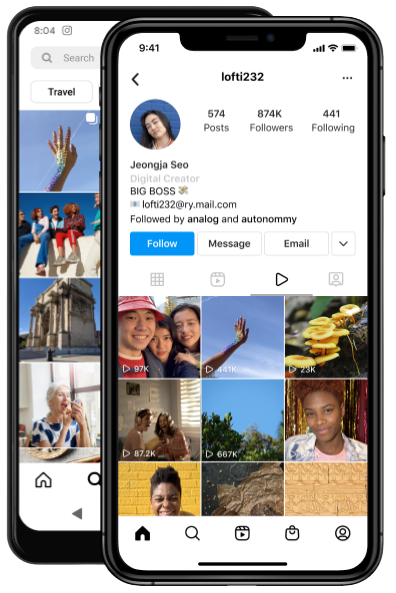 8:04
Search
Travel
9:41
lofti232
574
874K
441
Posts
Followers
Following
Jeongja Seo
Digital Creator
BIG BOSS
lofti232@ry.mail.com
Followed by analog and autonommy
Follow
Message
Email
97K
441K
23K
87.2K
667K